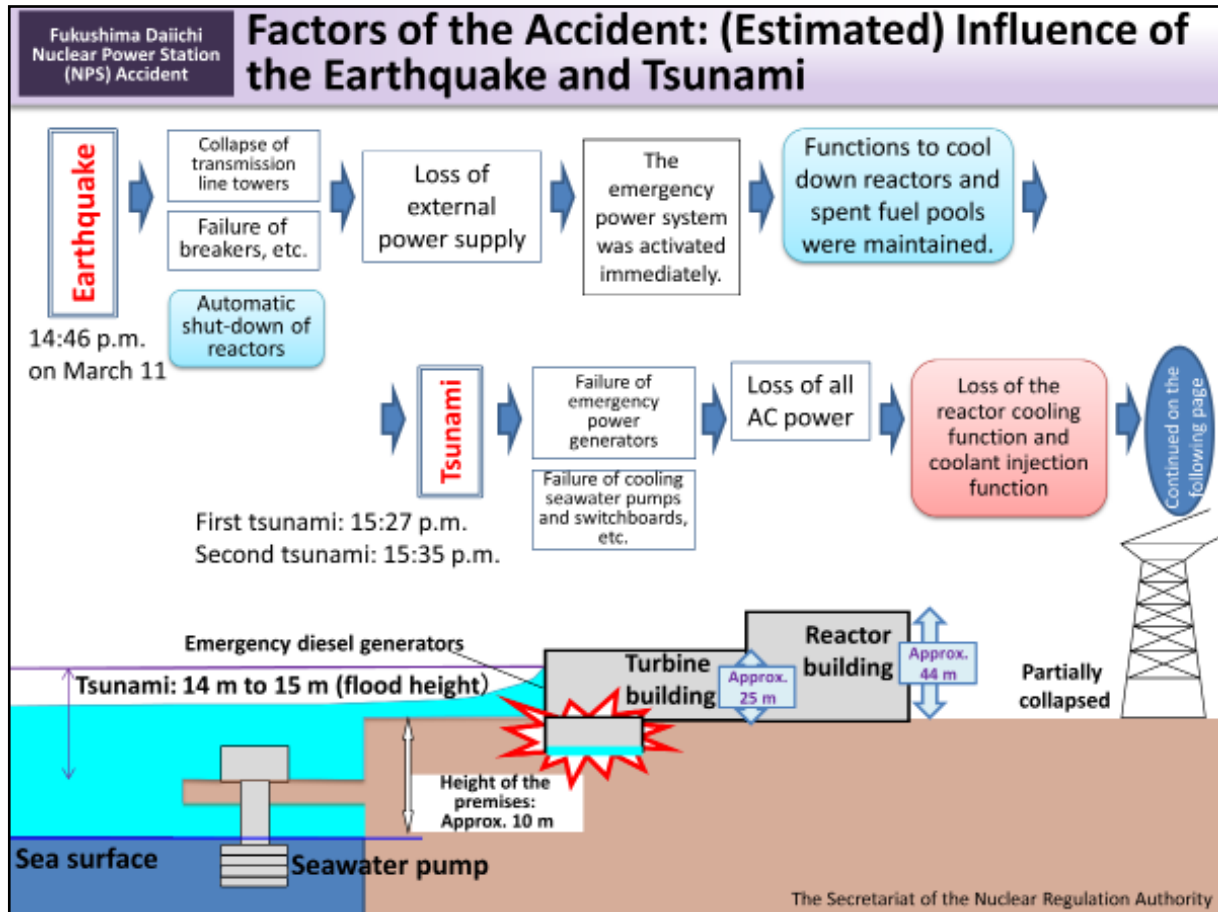 Fukushima Daiichi
Nuclear Power Station
(NPS) Accident
Factors of the Accident: (Estimated) Influence of
the Earthquake and Tsunami
Earthquake
14:46 p.m.
on March 11
Collapse of
transmission
line towers
Failure of
breakers, etc.
Automatic
shut-down of
reactors
Loss of
external
power supply
The
emergency
power system
was activated
immediately.
Functions to cool
down reactors and
spent fuel pools
were maintained.
Tsunami
First tsunami: 15:27 p.m.
Second tsunami: 15:35 p.m.
Failure of
emergency
power
generators
Failure of cooling
seawater pumps
and switchboards,
etc.
Loss of all
AC power
Loss of the
reactor cooling
function and
coolant injection
function
Continued on the
following page
Emergency diesel generators
Tsunami: 14 m to 15 m (flood height)
Turbine
building
Approx.
25 m
Reactor
building
Approx.
44 m
Partially
collapsed
Height of the
premises:
Approx. 10 m
Sea surface
Seawater pump
The Secretariat of the Nuclear Regulation Authority